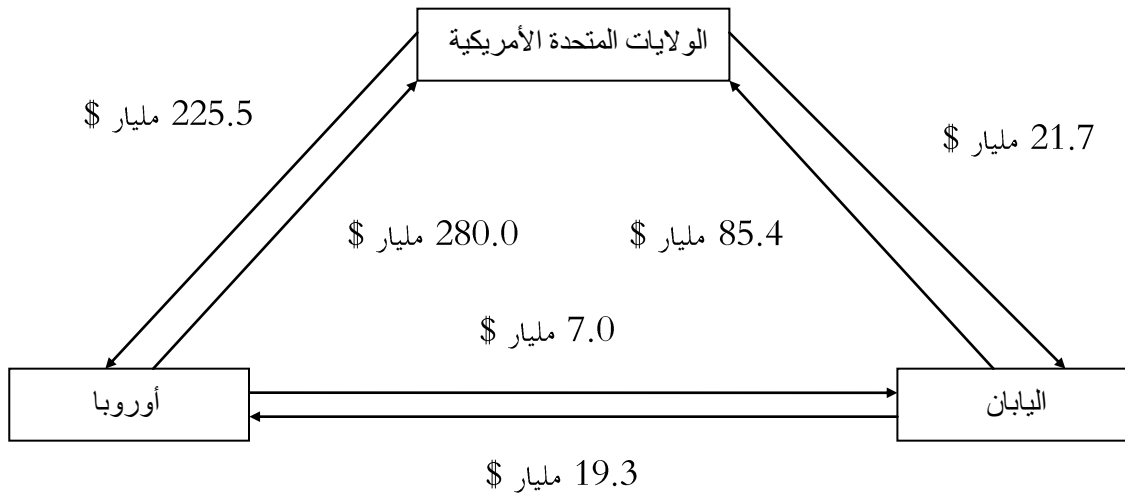 الولايات المتحدة الأمريكية
225.5 مليار $
21.7 مليار $
280.0 مليار $
85.4 مليار $
7.0 مليار $
أوروبا
اليابان
19.3 مليار $